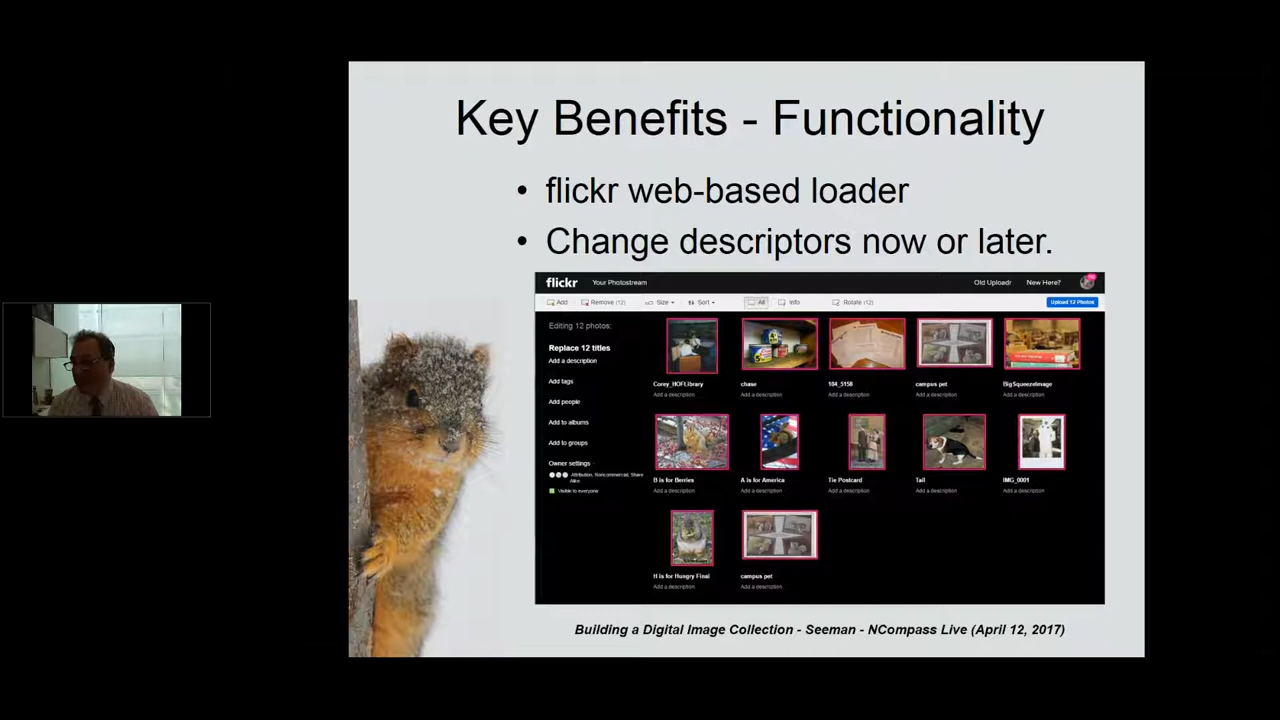 Key Benefits - Functionality
• flickr web-based loader
• Change descriptors now or later.
flickr Your Photostream Old Uploadr New Here?
Add Remove (12) Size Sort All Info Rotate (12) Upload 12 Photos
Editing 12 photos:
Replace 12 titles
Add a description
Add tags
Add people
Add to albums
Add to groups
Owner settings
Attribution, Noncommercial, Share
Alike
Visible to everyone
Corey_HOFLibrary chase 104_5158 campus pet BigSqueezeImage
Add a description Add a description Add a description Add a description Add a description
B is for Berries A is for America Tie Postcard Tail IMG_0001
Add a description Add a description Add a description Add a description Add a description
H is for Hungry Final campus pet
Add a description Add a description
Building a Digital Image Collection - Seeman - NCompass Live (April 12, 2017)